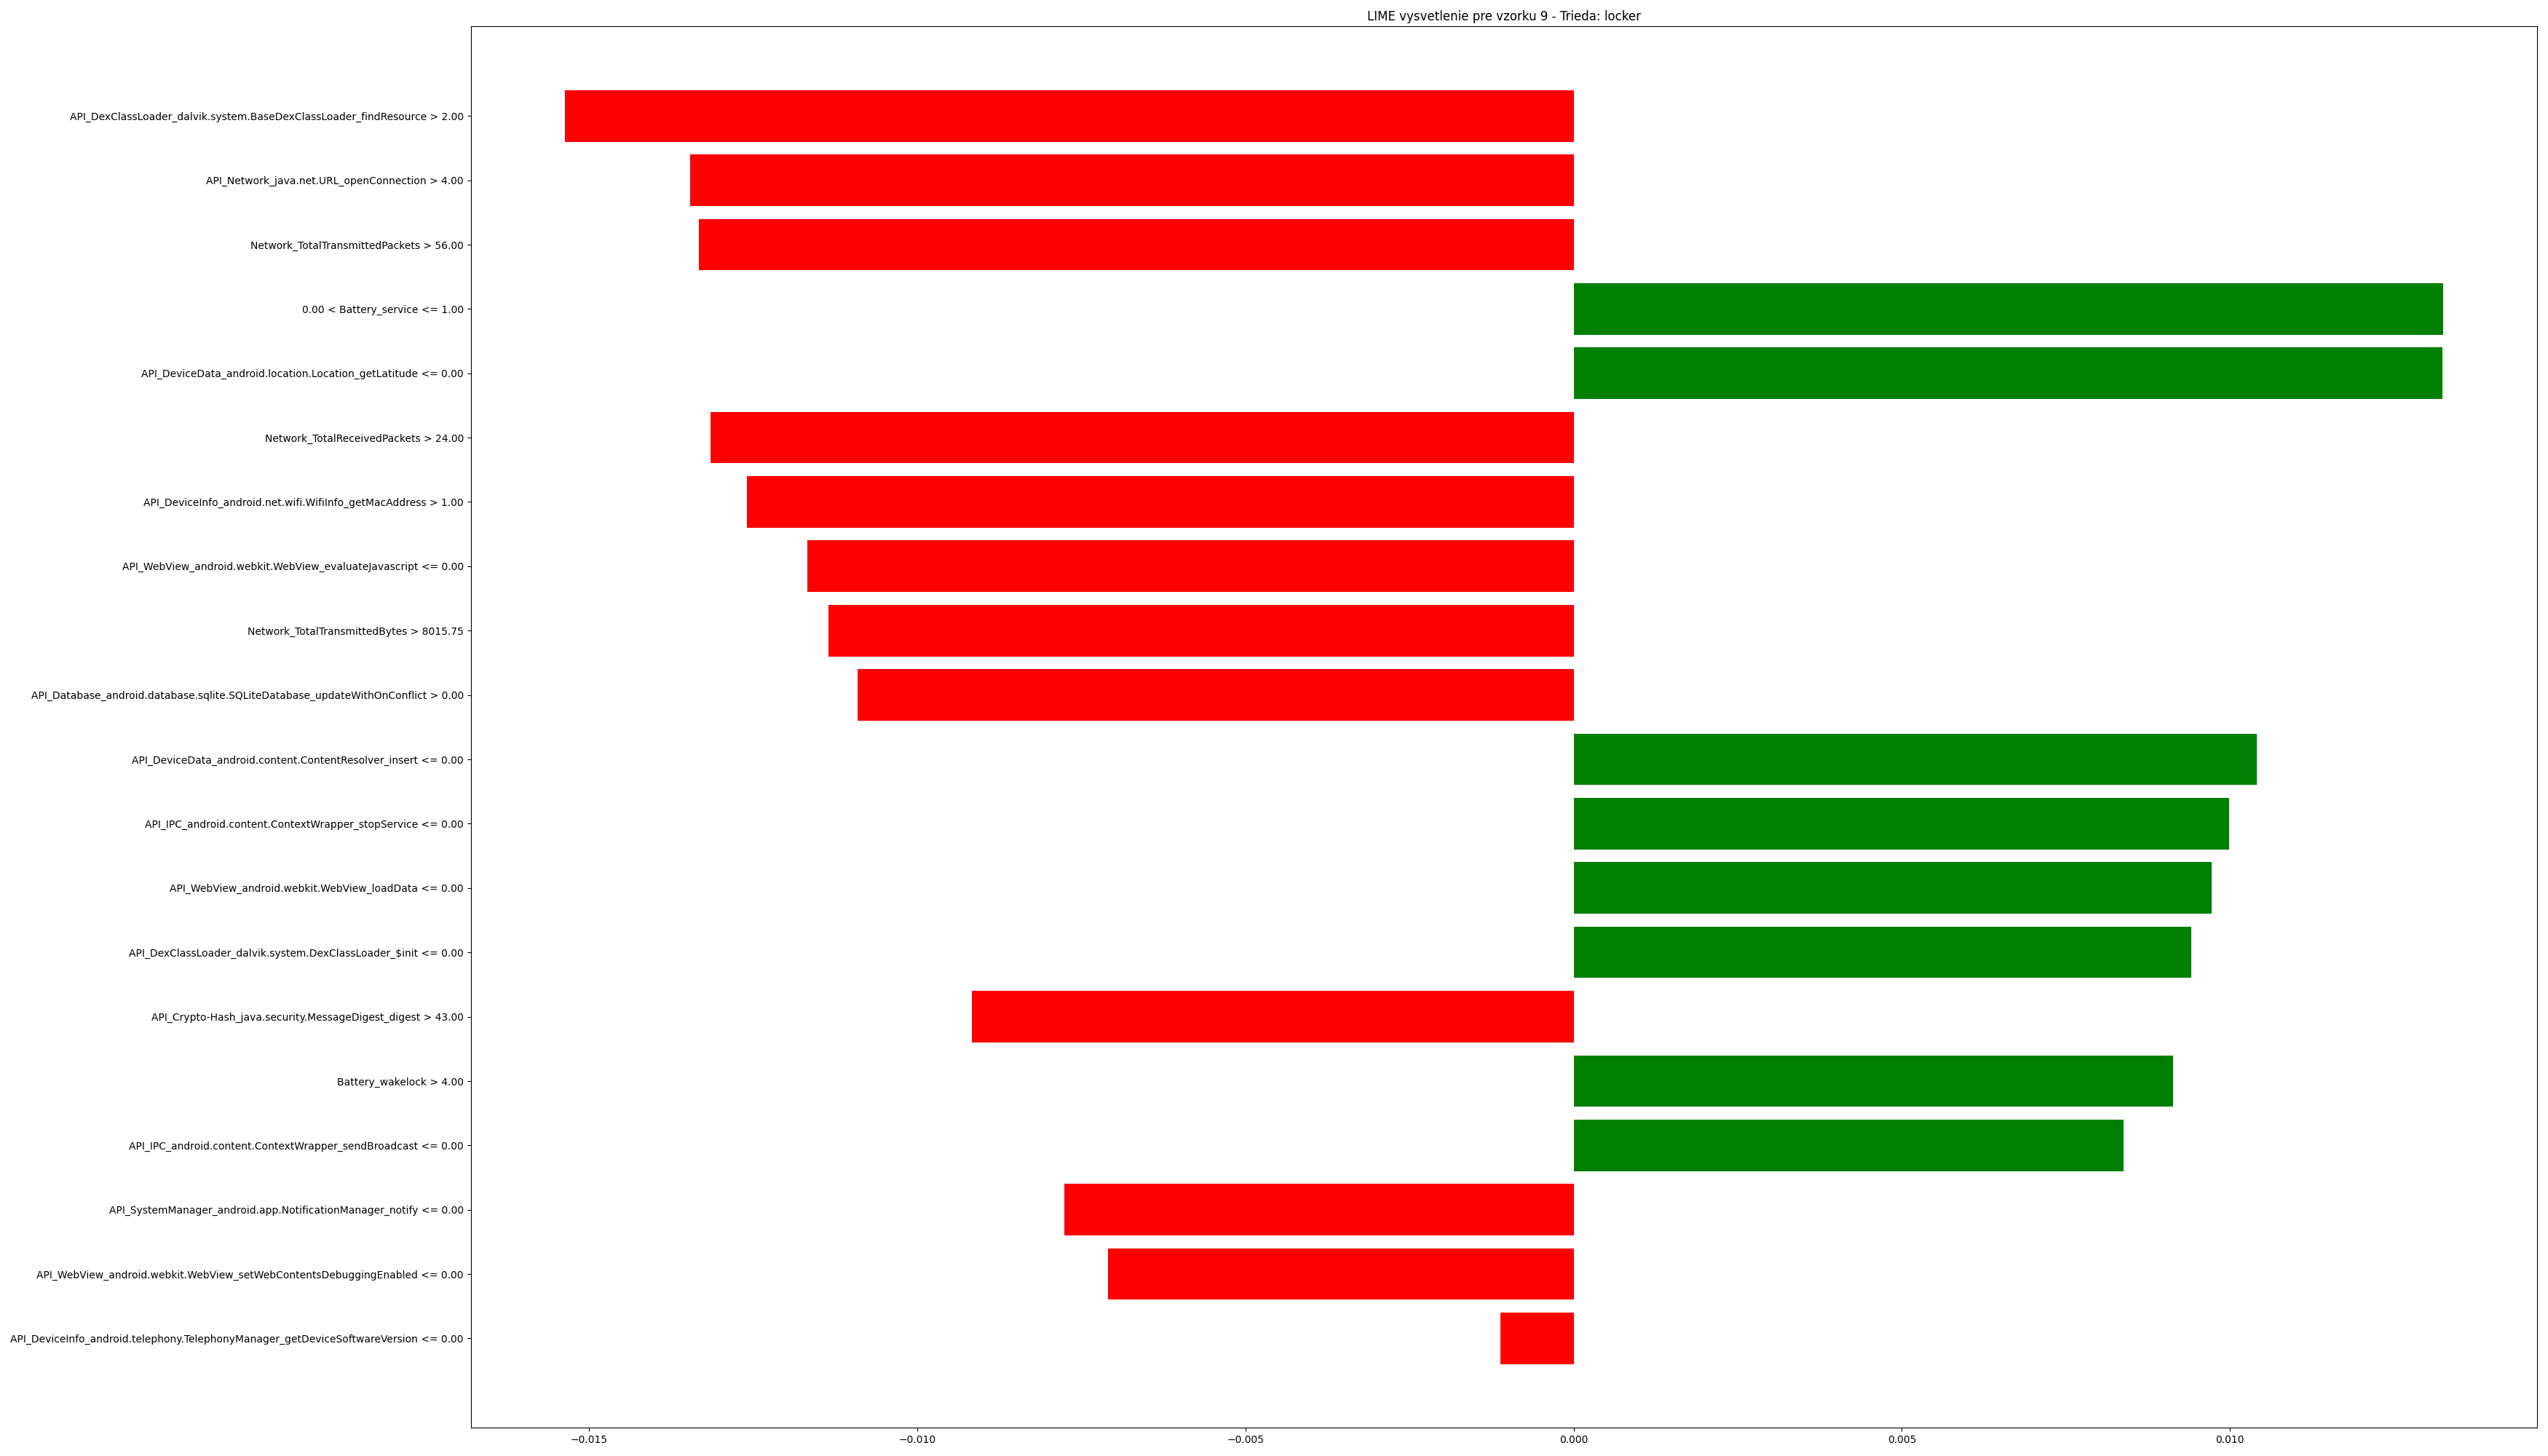 LIME vysvetlenie pre vzorku 9 - Trieda: locker
API_DexClassLoader_dalvik.system.BaseDexClassLoader_findResource > 2.00
API_Network_java.net.URL_openConnection > 4.00
Network_TotalTransmittedPackets > 56.00
0.00 < Battery_service <= 1.00
API_DeviceData_android.location.Location_getLatitude <= 0.00
Network_TotalReceivedPackets > 24.00
API_DeviceInfo_android.net.wifi.WifiInfo_getMacAddress > 1.00
API_WebView_android.webkit.WebView_evaluateJavascript <= 0.00
Network_TotalTransmittedBytes > 8015.75
API_Database_android.database.sqlite.SQLiteDatabase_updateWithOnConflict > 0.00
API_DeviceData_android.content.ContentResolver_insert <= 0.00
API_IPC_android.content.ContextWrapper_stopService <= 0.00
API_WebView_android.webkit.WebView_loadData <= 0.00
API_DexClassLoader_dalvik.system.DexClassLoader_$init <= 0.00
API_Crypto-Hash_java.security.MessageDigest_digest > 43.00
Battery_wakelock > 4.00
API_IPC_android.content.ContextWrapper_sendBroadcast <= 0.00
API_SystemManager_android.app.NotificationManager_notify <= 0.00
API_WebView_android.webkit.WebView_setWebContentsDebuggingEnabled <= 0.00
API_DeviceInfo_android.telephony.TelephonyManager_getDeviceSoftwareVersion <= 0.00
−0.015 −0.010 −0.005 0.000 0.005 0.010